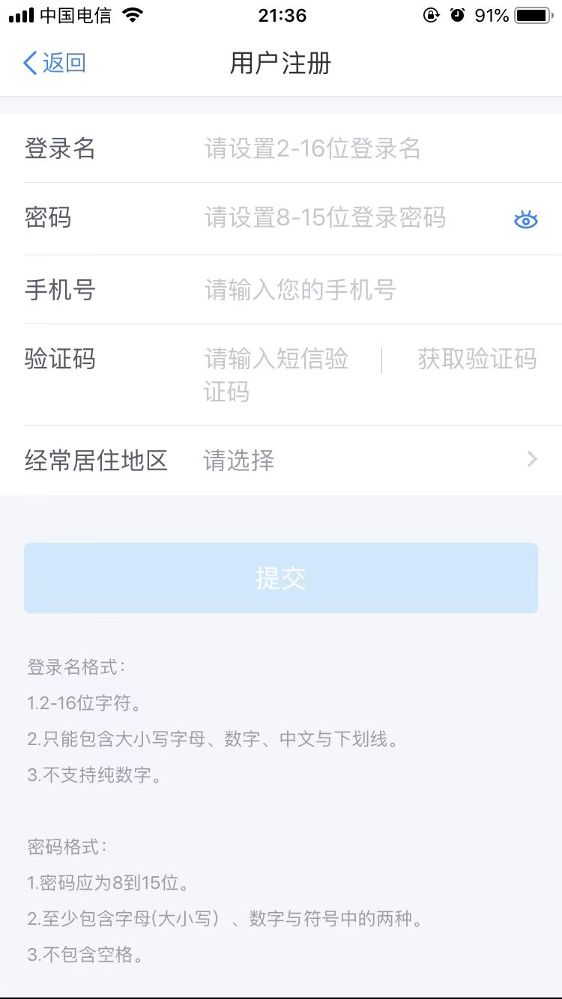 中国电信 21:36 91%
返回 用户注册
登录名 请设置2-16位登录名
密码 请设置8-15位登录密码
手机号 请输入您的手机号
验证码 请输入短信验 获取验证码
证码
经常居住地区 请选择
提交
登录名格式：
1.2-16位字符。
2.只能包含大小写字母、数字、中文与下划线。
3.不支持纯数字。
密码格式：
1.密码应为8到15位。
2.至少包含字母(大小写）、数字与符号中的两种。
3.不包含空格。